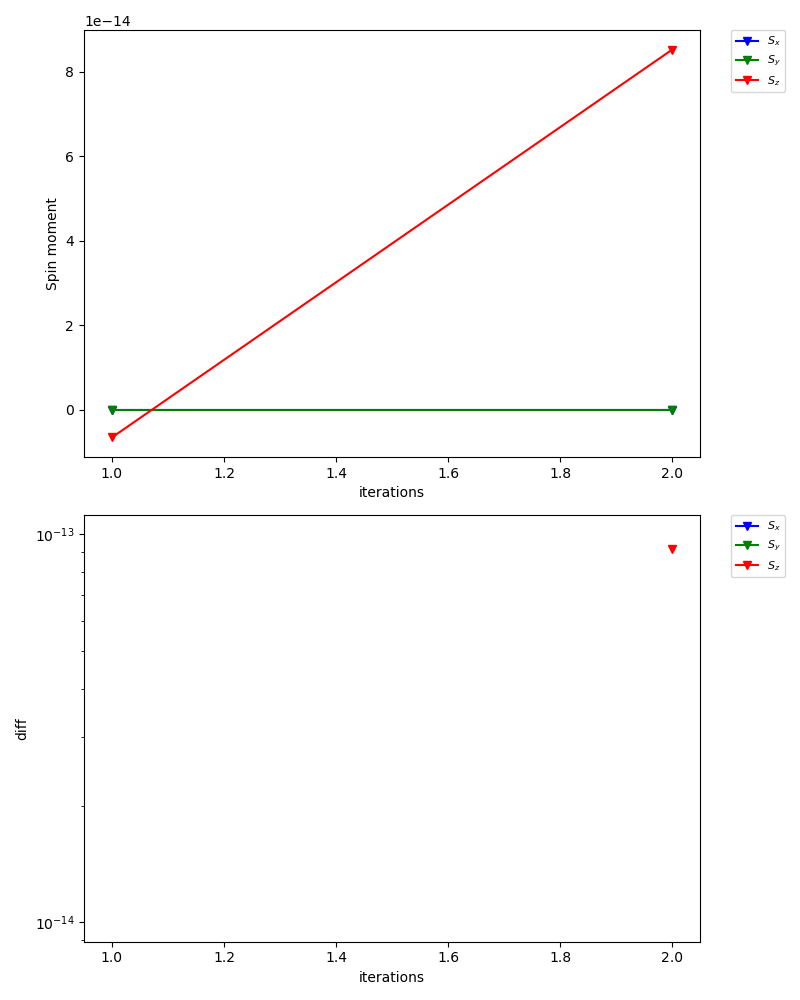 1e−14
8
6
4
2
0
Spin moment
1.0 1.2 1.4 1.6 1.8 2.0
iterations
S_x
S_y
S_z
10^{−13}
10^{−14}
diff
1.0 1.2 1.4 1.6 1.8 2.0
iterations
S_x
S_y
S_z